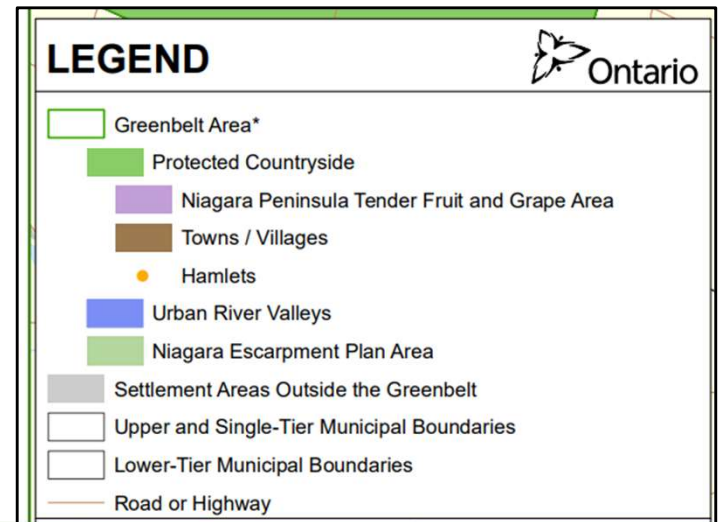 LEGEND
Ontario
Greenbelt Area*
Protected Countryside
Niagara Peninsula Tender Fruit and Grape Area
Towns / Villages
Hamlets
Urban River Valleys
Niagara Escarpment Plan Area
Settlement Areas Outside the Greenbelt
Upper and Single-Tier Municipal Boundaries
Lower-Tier Municipal Boundaries
Road or Highway